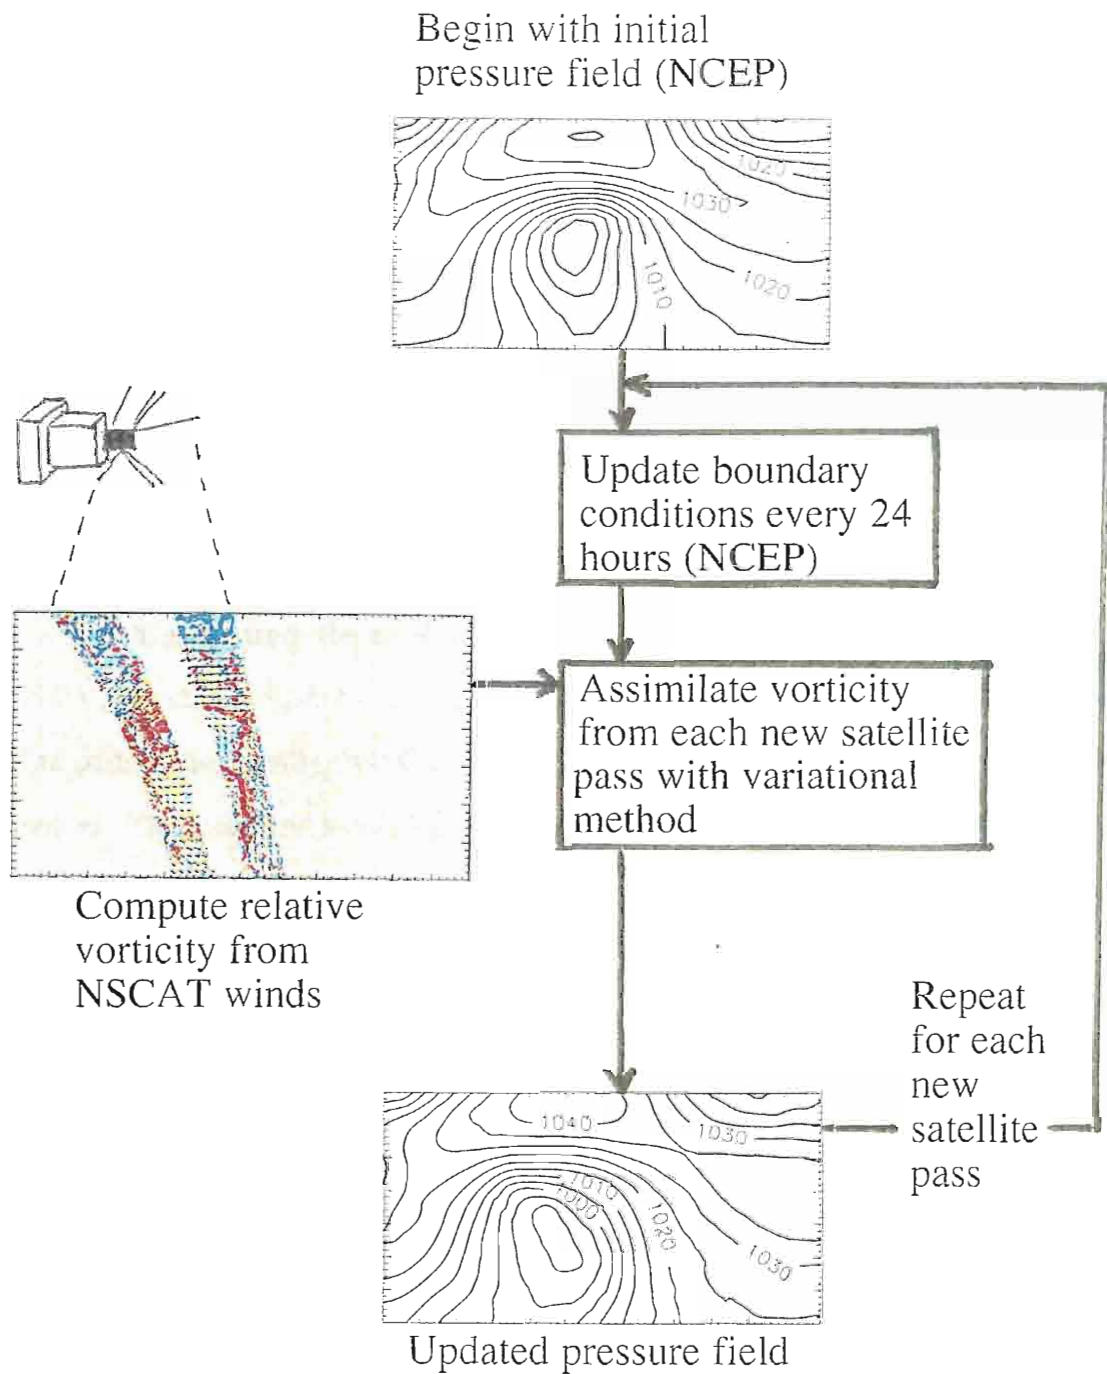 Begin with initial
pressure field (NCEP)
1020
1030
1020
1010
Update boundary
conditions every 24
hours (NCEP)
Assimilate vorticity
from each new satellite
pass with variational
method
Compute relative
vorticity from
NSCAT winds
Repeat
for each
new
satellite
pass
1040
1030
1010
1000
1020
1030
Updated pressure field